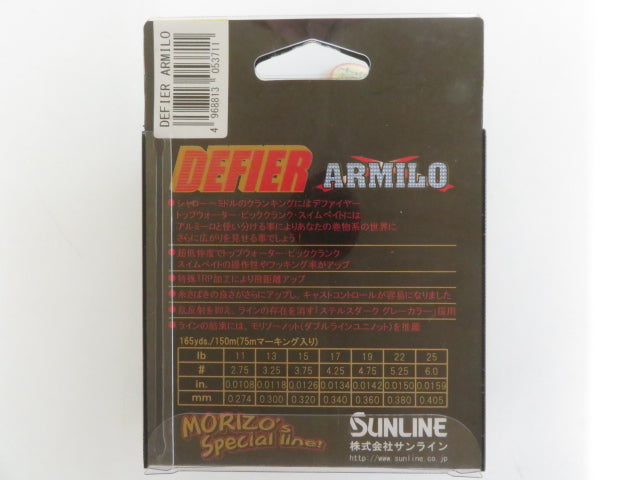 DEFIER ARMILO
4 968813 053711
DEFIER ARMILO
●シャロー〜ミドルのクランキングにはデファイヤー
トップウォーター・ビッククランク・スイムベイトには
アルミーロと使い分ける事によりあなたの巻物系の世界に
さらに広がりを見せる事でしょう！
●超低伸度でトップウォーター・ビッククランク
スイムベイトの操作性やフッキング率がアップ
●特殊TRP加工により飛距離アップ
●糸さばきの良さがさらにアップし、キャストコントロールが容易になりました
●乱反射を抑え、ラインの存在を消す「ステルスダーク グレーカラー」採用
●ラインの結束には、モリゾーノット(ダブルラインユニノット)を推薦
165yds./150m(75mマーキング入り)
lb 11 13 15 17 19 22 25
# 2.75 3.25 3.75 4.25 4.75 5.25 6.0
in. 0.0108 0.0118 0.0126 0.0134 0.0142 0.0150 0.0159
mm 0.274 0.300 0.320 0.340 0.360 0.380 0.405
MORIZO's
Special line!
SUNLINE
株式会社サンライン
http://www.sunline.co.jp